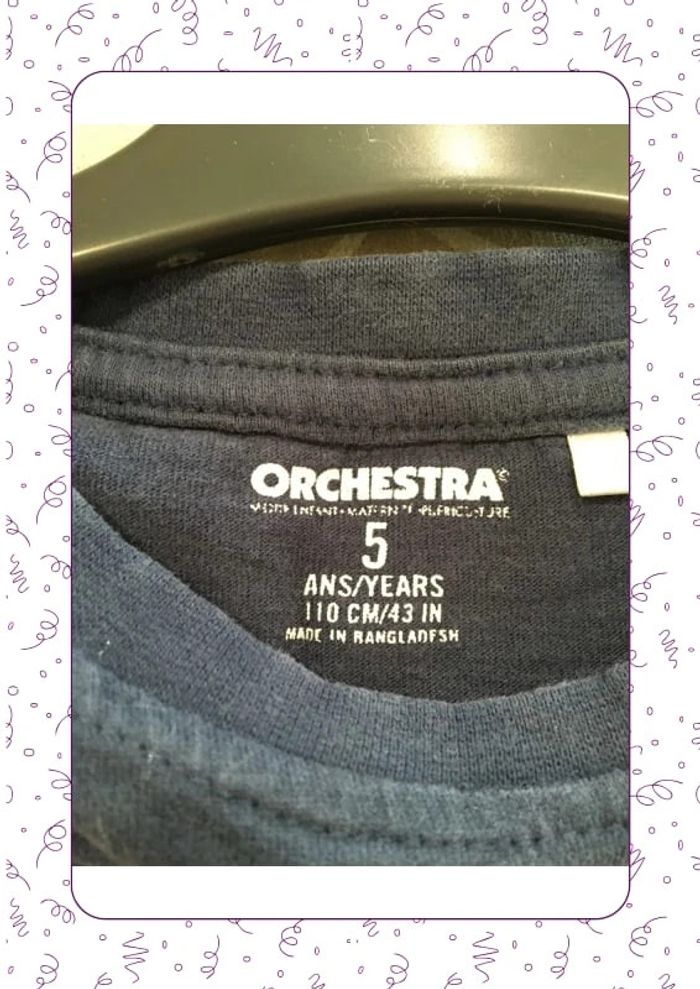 ORCHESTRA®
5
ANS/YEARS
110 CM/43 IN
MADE IN BANGLADESH